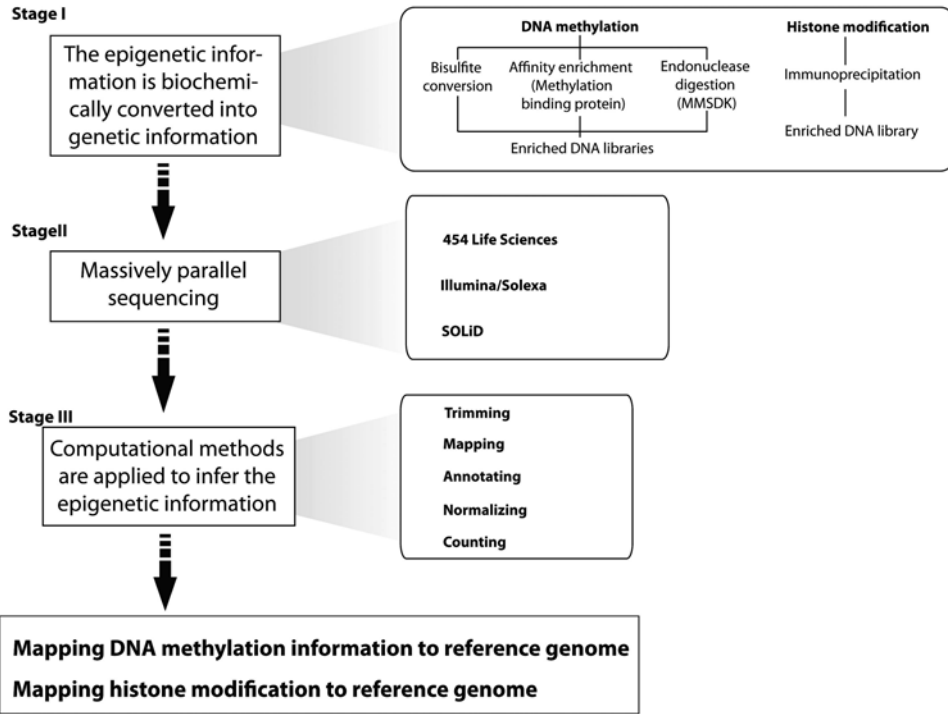 Stage I
The epigenetic infor-
mation is biochemi-
cally converted into
genetic information
DNA methylation
Histone modification
Bisulfite
conversion
Affinity enrichment
(Methylation
binding protein)
Endonuclease
digestion
(MMSDK)
Enriched DNA libraries
Immunoprecipitation
Enriched DNA library
StageII
Massively parallel
sequencing
454 Life Sciences
Illumina/Solexa
SOLiD
Stage III
Computational methods
are applied to infer the
epigenetic information
Trimming
Mapping
Annotating
Normalizing
Counting
Mapping DNA methylation information to reference genome
Mapping histone modification to reference genome